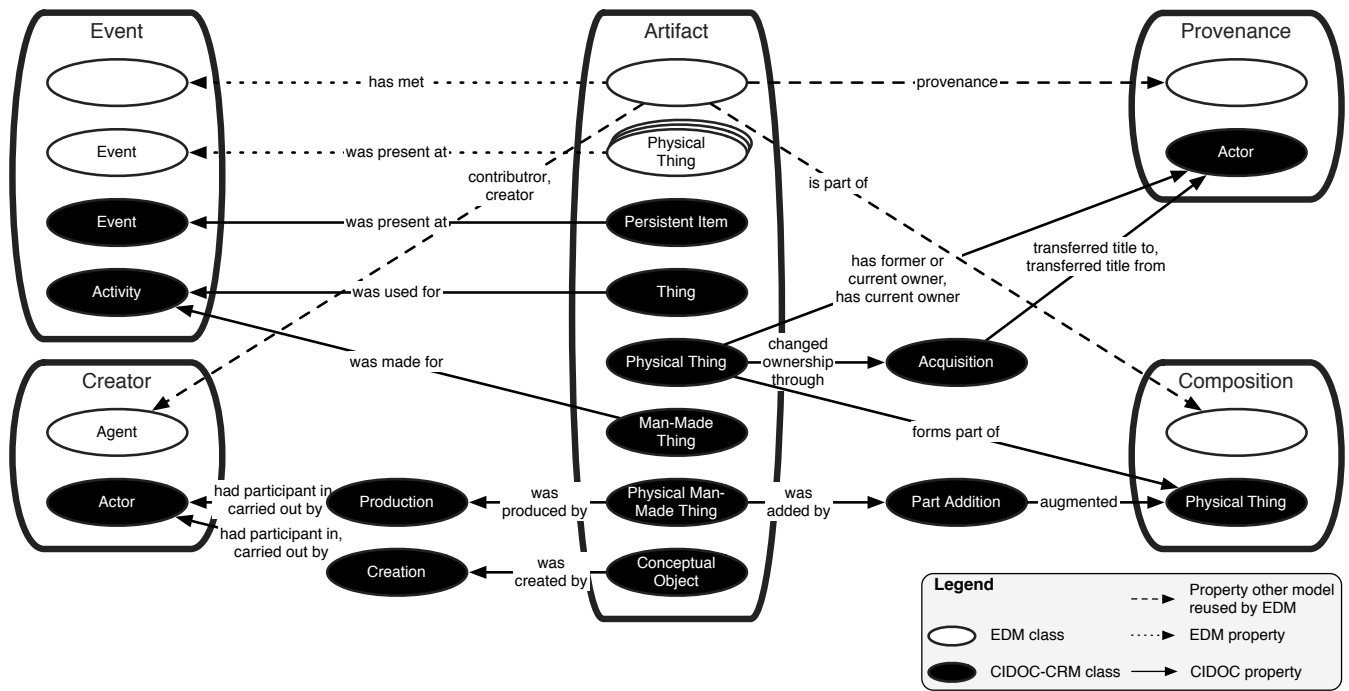 Event
Artifact
Provenance
has met
provenance
Event
was present at
Physical
Thing
Actor
contributror,
creator
is part of
Event
was present at
Persistent Item
transferred title to,
transferred title from
has former or
current owner,
has current owner
Activity
was used for
Thing
was made for
Physical Thing
changed
ownership
through
Acquisition
Creator
Composition
Agent
Man-Made
Thing
forms part of
Actor
had participant in,
carried out by
Production
was
produced by
Physical Man-
Made Thing
was
added by
Part Addition
augmented
Physical Thing
had participant in,
carried out by
Creation
was
created by
Conceptual
Object
Legend
Property other model
reused by EDM
EDM class
EDM property
CIDOC-CRM class
CIDOC property